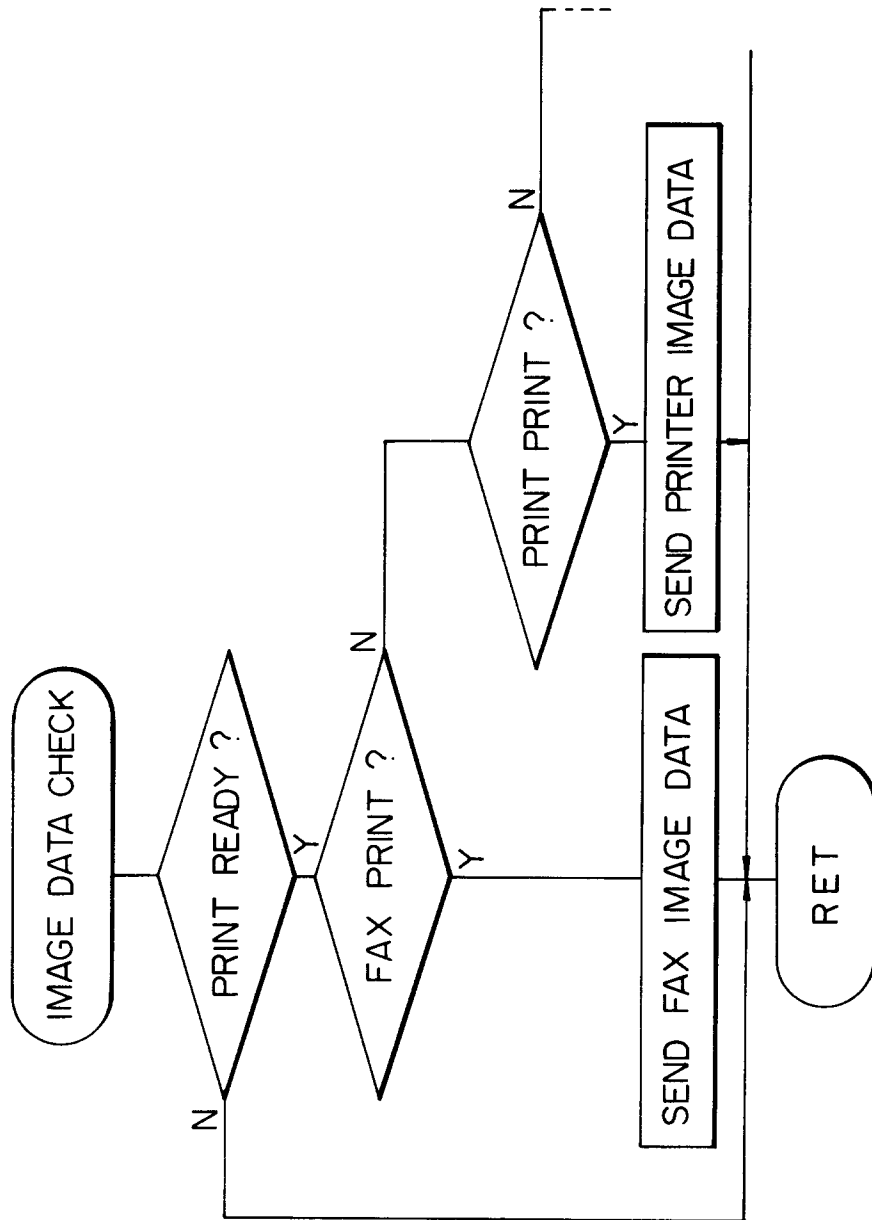 IMAGE DATA CHECK
PRINT READY ?
N
Y
FAX PRINT ?
N
Y
PRINT PRINT ?
N
Y
SEND FAX IMAGE DATA
SEND PRINTER IMAGE DATA
RET